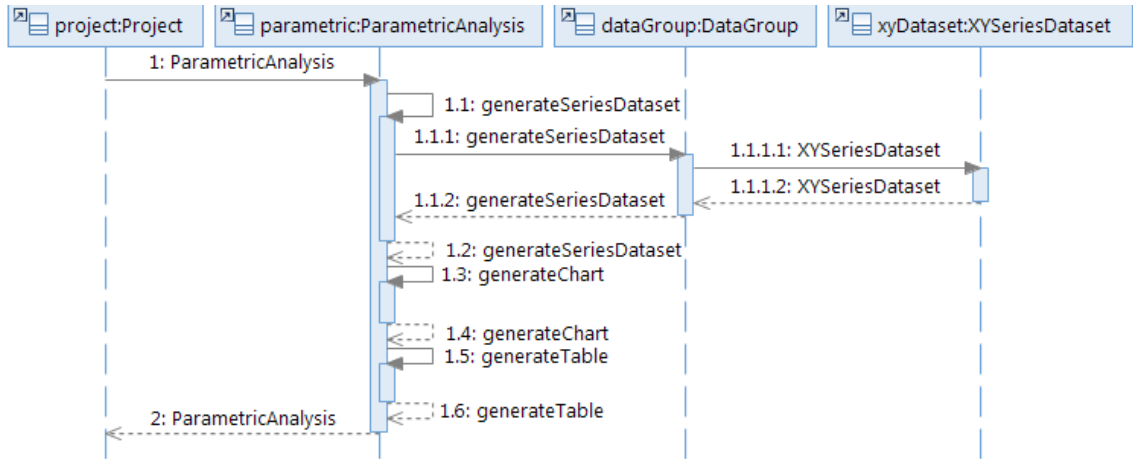 project:Project
parametric:ParametricAnalysis
dataGroup:DataGroup
xyDataset:XYSeriesDataset
1: ParametricAnalysis
1.1: generateSeriesDataset
1.1.1: generateSeriesDataset
1.1.1.1: XYSeriesDataset
1.1.1.2: XYSeriesDataset
1.1.2: generateSeriesDataset
1.2: generateSeriesDataset
1.3: generateChart
1.4: generateChart
1.5: generateTable
1.6: generateTable
2: ParametricAnalysis